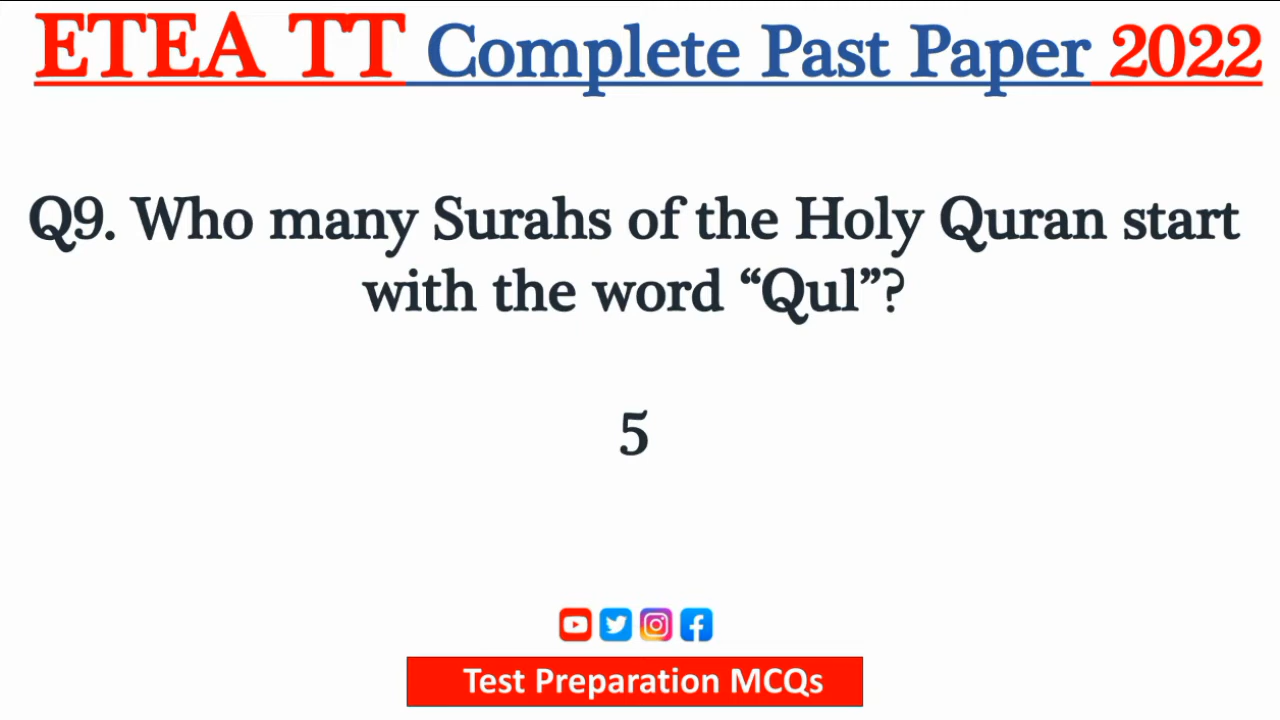 ETEA TT Complete Past Paper 2022
Q9. Who many Surahs of the Holy Quran start
with the word “Qul”?
5
Test Preparation MCQs